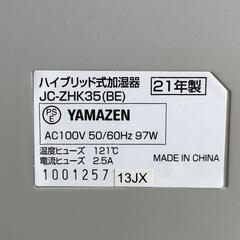 ハイブリッド式加湿器
21年製
JC-ZHK35(BE)
PS
E
YAMAZEN
AC100V 50/60Hz 97W
温度ヒューズ 121℃
電流ヒューズ 2.5A
MADE IN CHINA
1001257
13JX